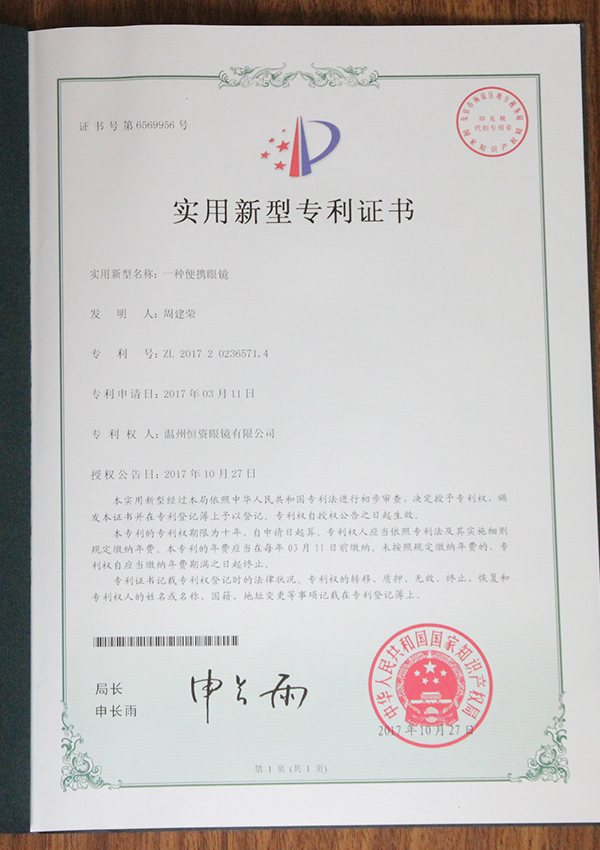 证书号第6569956号
印花税
代扣专用章
实用新型专利证书
实用新型名称：一种便携眼镜
发明人：周建荣
专利号：ZL 2017 2 0236571.4
专利申请日：2017年03月11日
专利权人：温州恒资眼镜有限公司
授权公告日：2017年10月27日
本实用新型经过本局依照中华人民共和国专利法进行初步审查，决定授予专利权，颁
发本证书并在专利登记簿上予以登记。专利权自授权公告之日起生效。
本专利的专利权期限为十年，自申请日起算。专利权人应当依照专利法及其实施细则
规定缴纳年费。本专利的年费应当在每年03月11日前缴纳。未按照规定缴纳年费的，专
利权自应当缴纳年费期满之日起终止。
专利证书记载专利权登记时的法律状况。专利权的转移、质押、无效、终止、恢复和
专利权人的姓名或名称、国籍、地址变更等事项记载在专利登记簿上。
局长
申长雨
申长雨
中华人民共和国国家知识产权局
2017年10月27日
第1页（共1页）